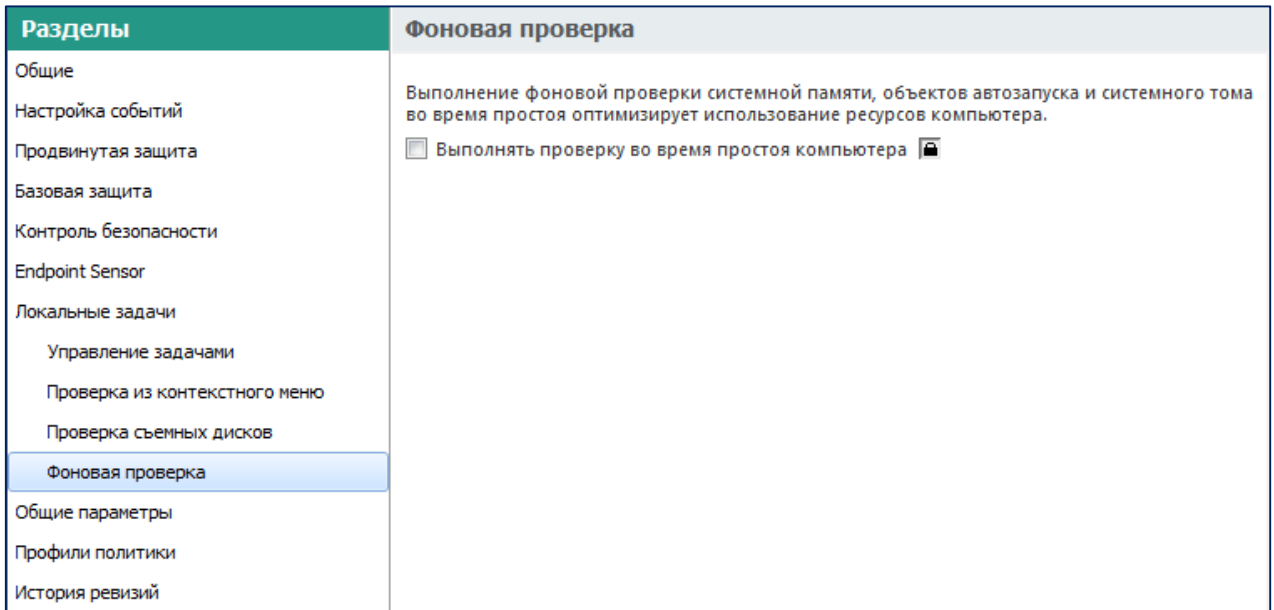 Разделы
Общие
Настройка событий
Продвинутая защита
Базовая защита
Контроль безопасности
Endpoint Sensor
Локальные задачи
Управление задачами
Проверка из контекстного меню
Проверка съемных дисков
Фоновая проверка
Общие параметры
Профили политики
История ревизий
Фоновая проверка
Выполнение фоновой проверки системной памяти, объектов автозапуска и системного тома
во время простоя оптимизирует использование ресурсов компьютера.
Выполнять проверку во время простоя компьютера